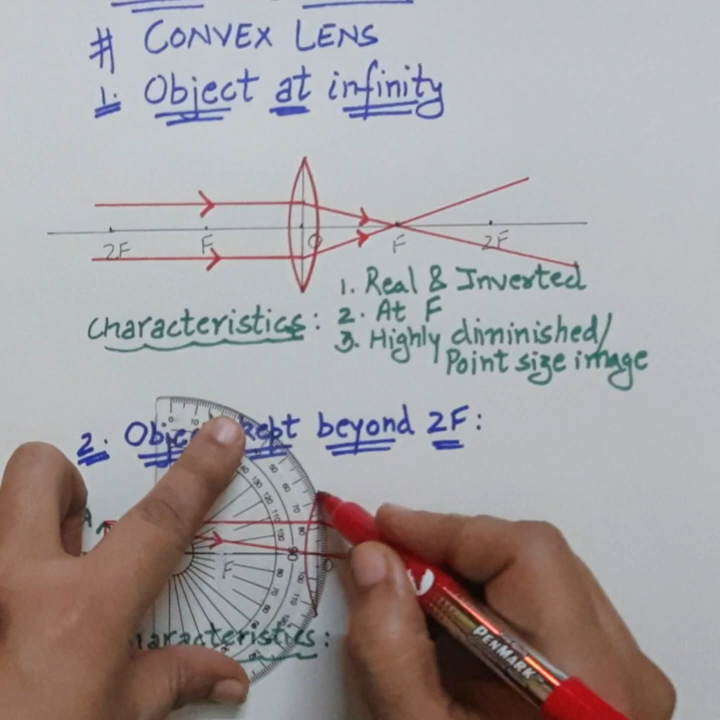 # CONVEX LENS
1. Object at infinity
2F F O F 2F
1. Real & Inverted
characteristics: 2. At F
3. Highly diminished/
Point size image
2. Object kept beyond 2F:
A
F
characteristics:
PENMARK